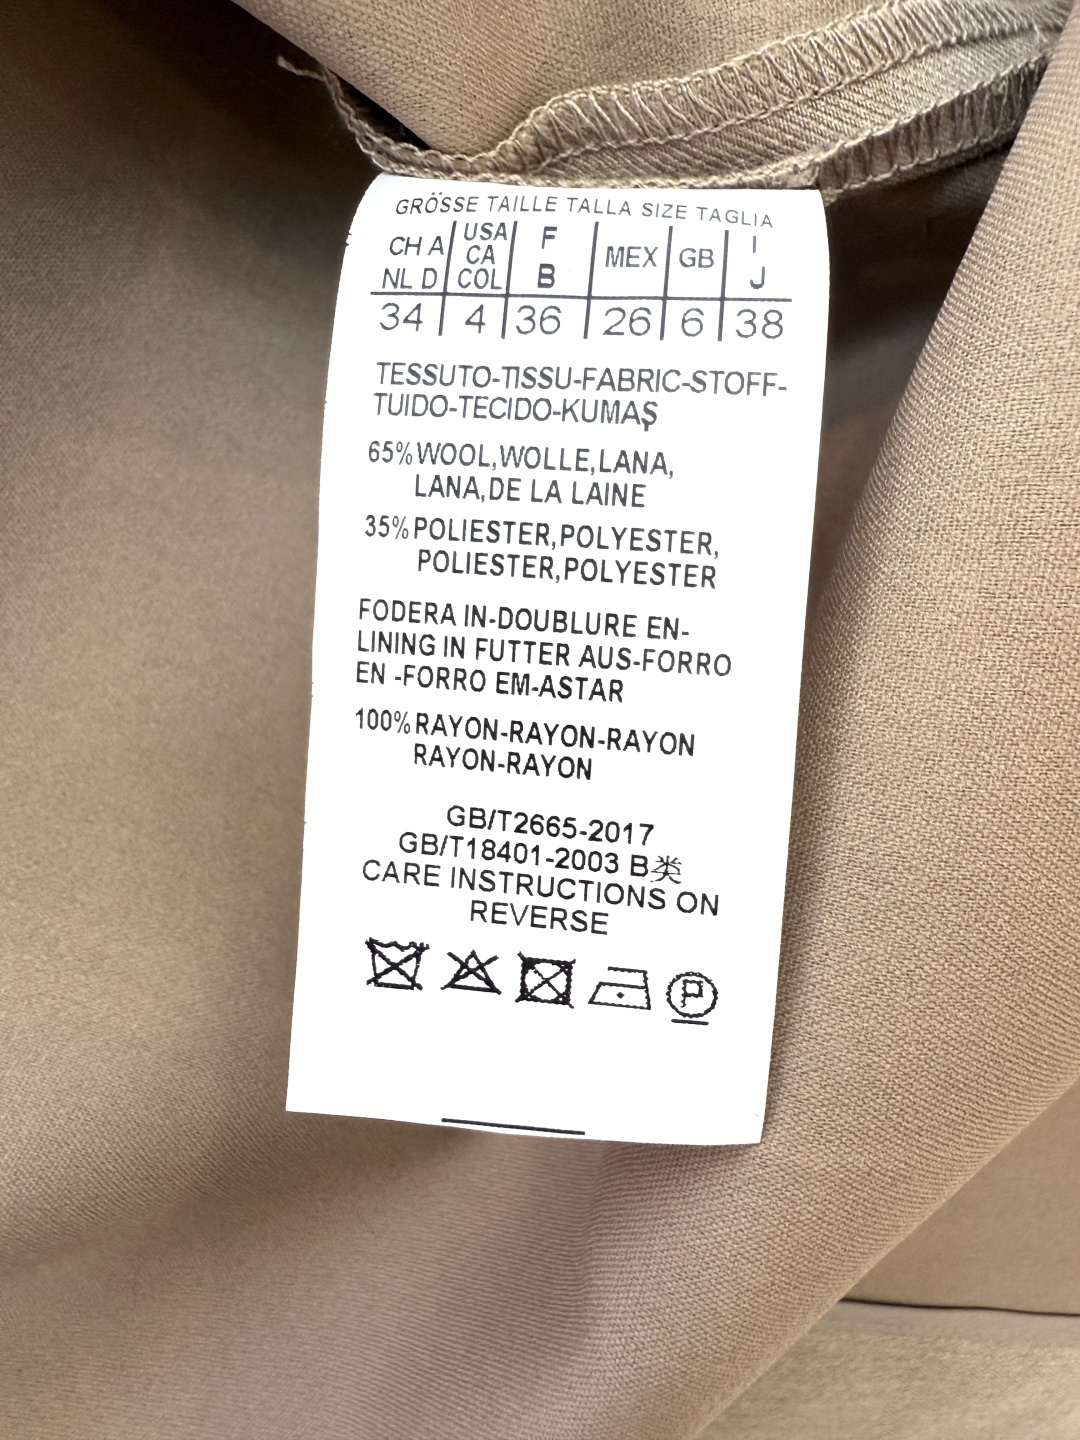 GRÖSSE TAILLE TALLA SIZE TAGLIA
CH A | USA | F | MEX | GB | I
NL D | CA COL | B | J
34 | 4 | 36 | 26 | 6 | 38
TESSUTO-TISSU-FABRIC-STOFF-
TUIDO-TECIDO-KUMAŞ
65% WOOL,WOLLE,LANA,
LANA,DE LA LAINE
35% POLIESTER,POLYESTER,
POLIESTER,POLYESTER
FODERA IN-DOUBLURE EN-
LINING IN FUTTER AUS-FORRO
EN -FORRO EM-ASTAR
100% RAYON-RAYON-RAYON
RAYON-RAYON
GB/T2665-2017
GB/T18401-2003 B类
CARE INSTRUCTIONS ON
REVERSE
P